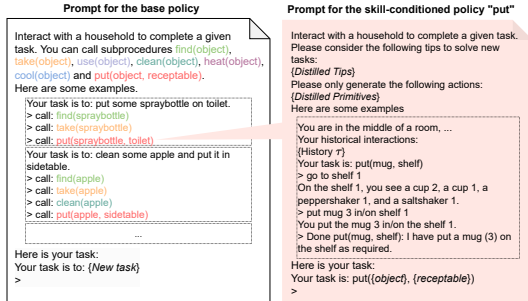 Prompt for the base policy
Interact with a household to complete a given
task. You can call subprocedures find(object),
take(object), use(object), clean(object), heat(object),
cool(object) and put(object, receptable).
Here are some examples.
Your task is to: put some spraybottle on toilet.
> call: find(spraybottle)
> call: take(spraybottle)
> call: put(spraybottle, toilet)
Your task is to: clean some apple and put it in
sidetable.
> call: find(apple)
> call: take(apple)
> call: clean(apple)
> call: put(apple, sidetable)
...
Here is your task:
Your task is to: {New task}
>
Prompt for the skill-conditioned policy "put"
Interact with a household to complete a given task.
Please consider the following tips to solve new
tasks:
{Distilled Tips}
Please only generate the following actions:
{Distilled Primitives}
Here are some examples
You are in the middle of a room, ...
Your historical interactions:
{History τ}
Your task is: put(mug, shelf)
> go to shelf 1
On the shelf 1, you see a cup 2, a cup 1, a
peppershaker 1, and a saltshaker 1.
> put mug 3 in/on shelf 1
You put the mug 3 in/on the shelf 1.
> Done put(mug, shelf): I have put a mug (3) on
the shelf as required.
Here is your task:
Your task is: put({object}, {receptable})
>